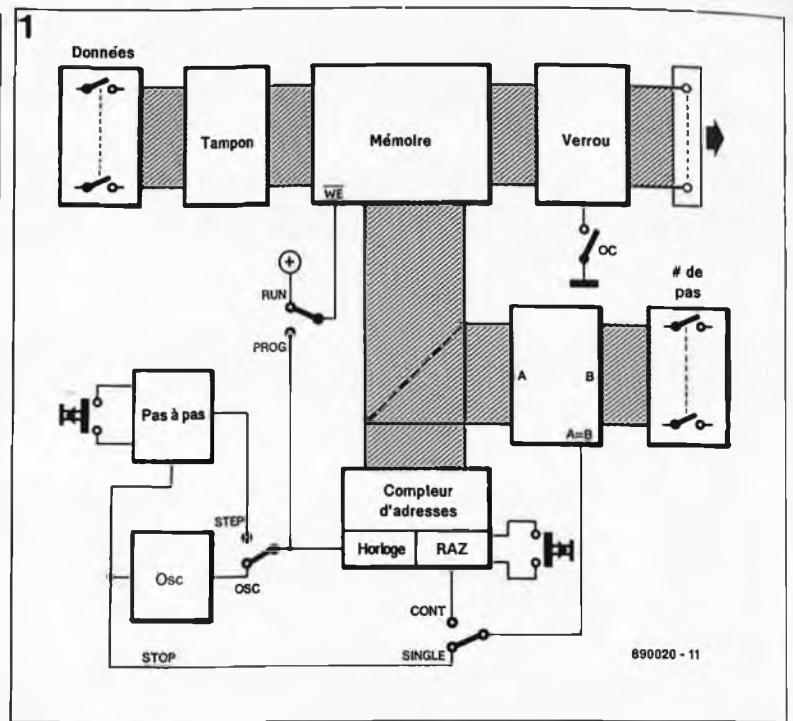 1
Données
Tampon
Mémoire
WE
Verrou
OC
# de
pas
RUN
PROG
A
B
A=B
Pas à pas
STEP
Osc
OSC
Compteur
d'adresses
Horloge
RAZ
CONT
SINGLE
STOP
890020 - 11